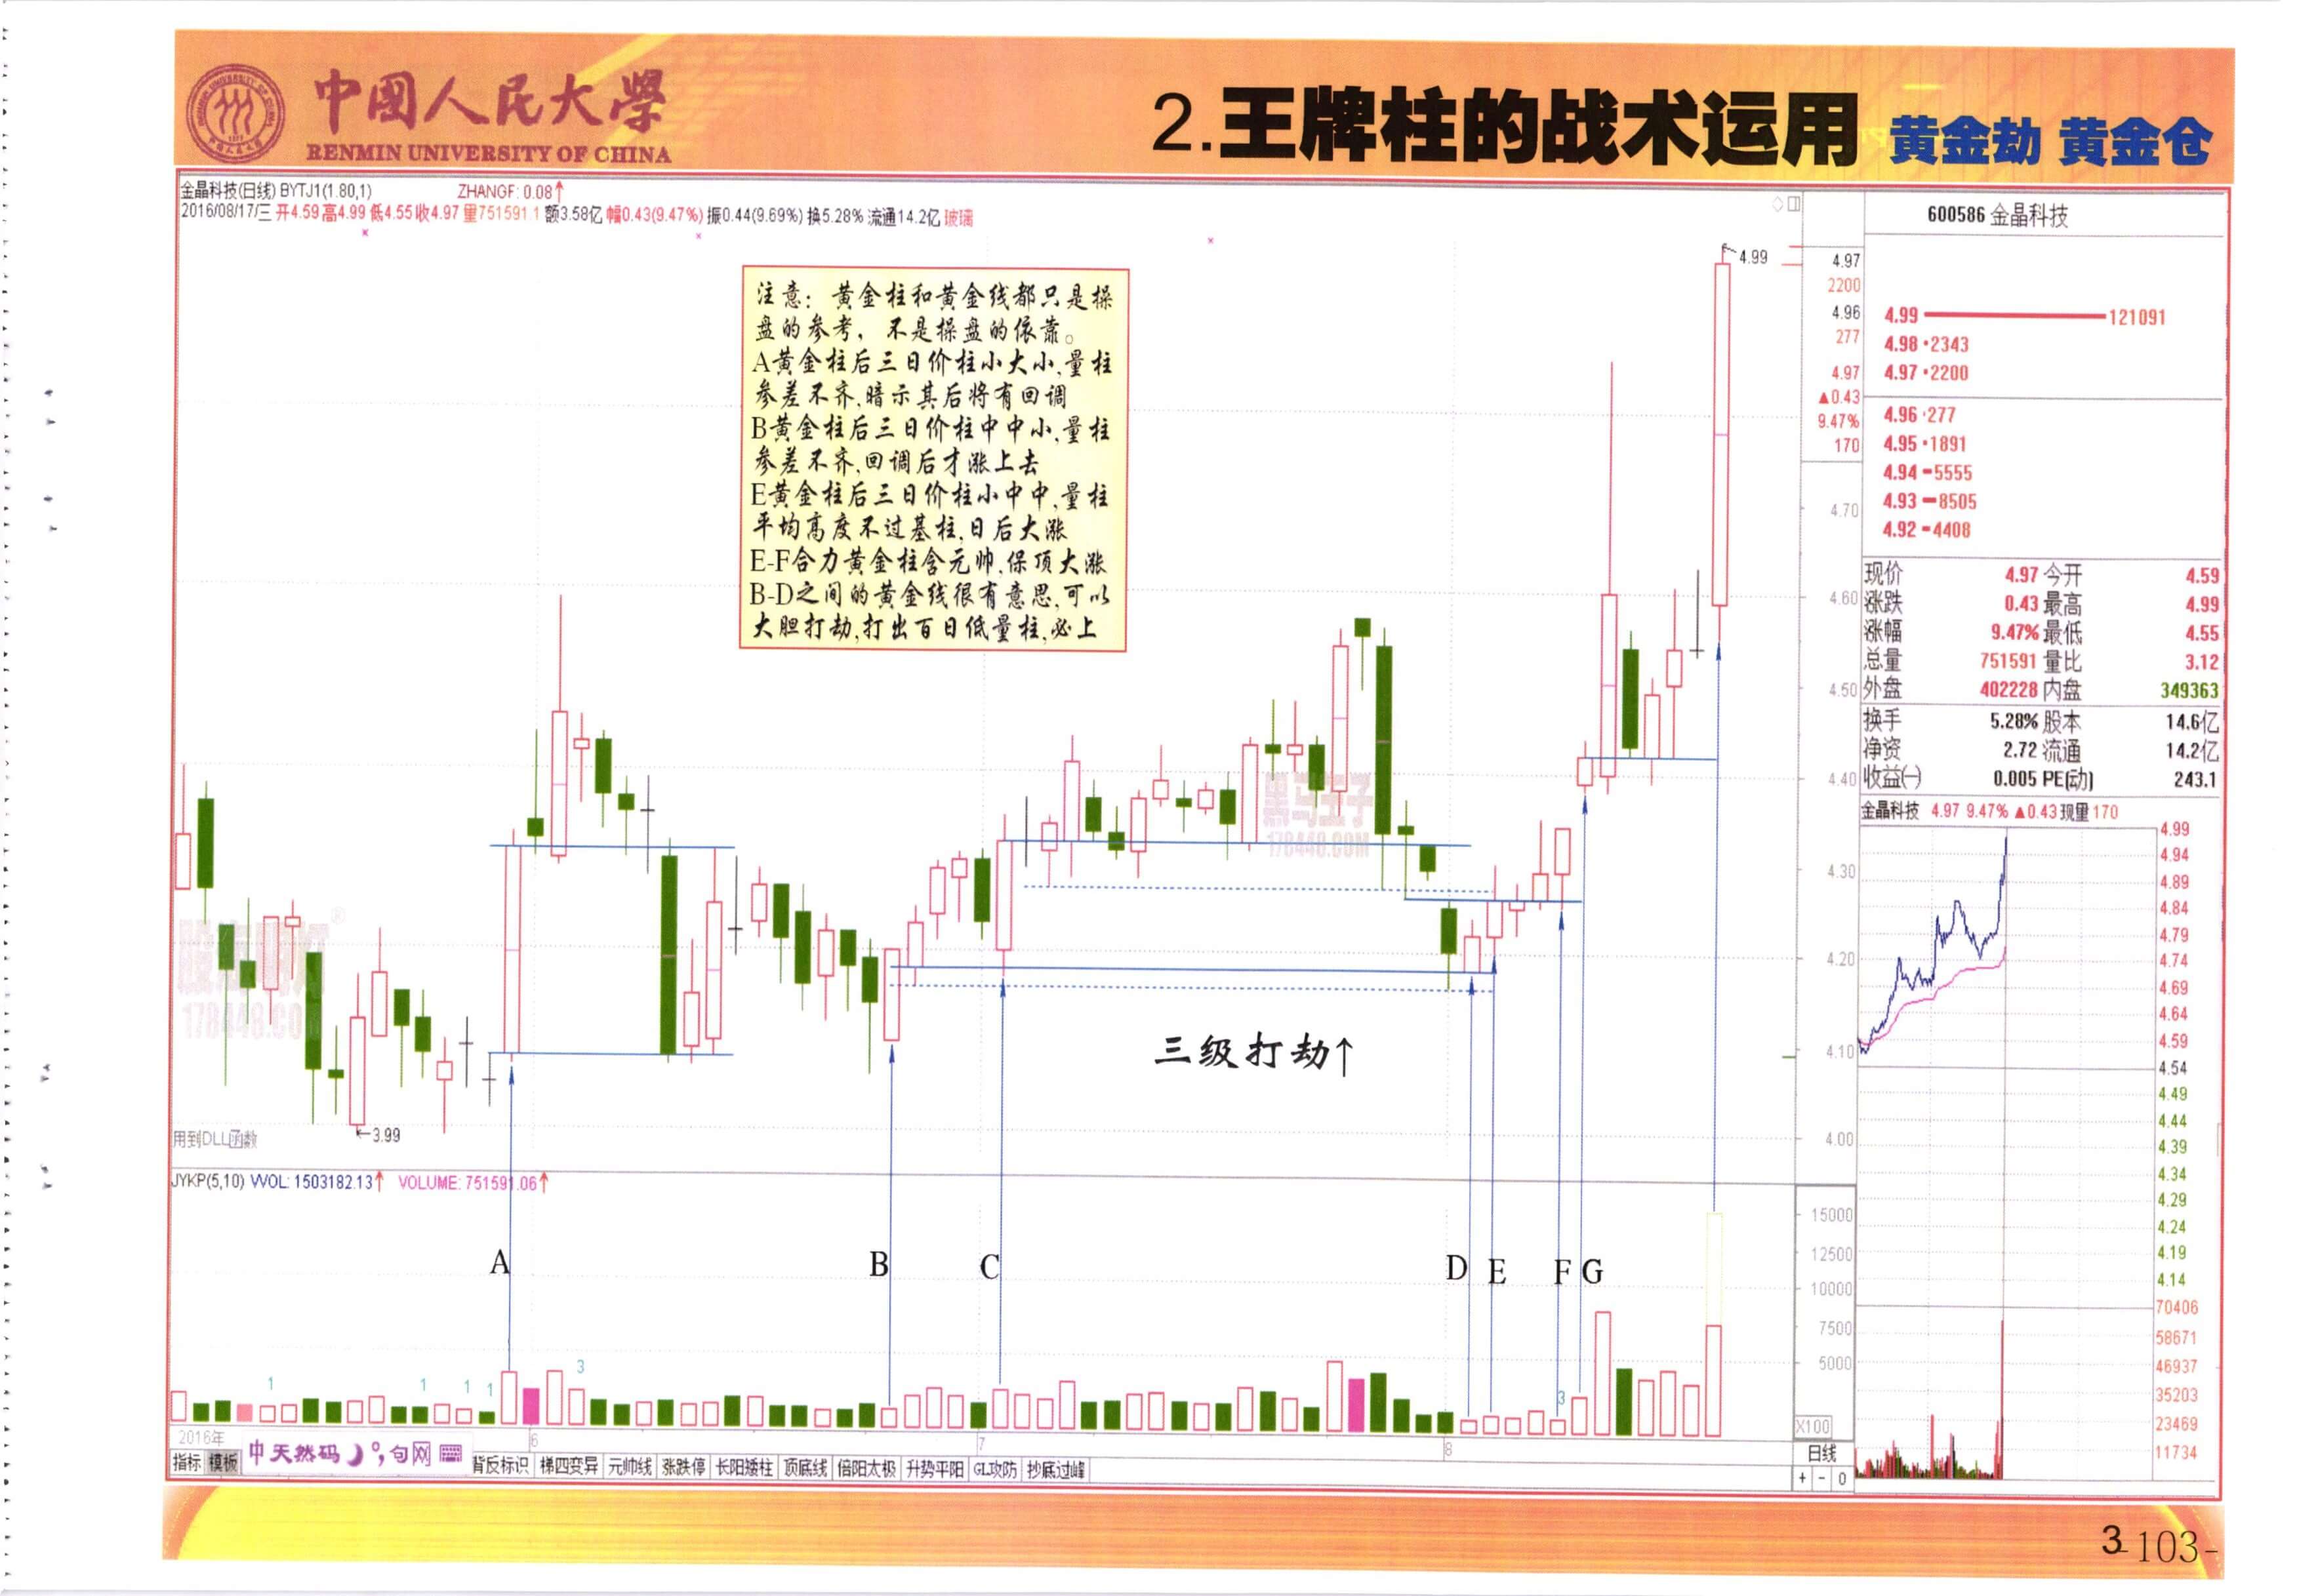 中國人民大學
RENMIN UNIVERSITY OF CHINA
2.王牌柱的战术运用 黄金劫 黄金仓
金晶科技(日线) BYTJ1(1.80,1) ZHANGF: 0.08↑
2016/08/17/三 开4.59 高4.99 低4.55 收4.97 量751591.1 额3.58亿 幅0.43(9.47%) 振0.44(9.69%) 换5.28% 流通14.2亿 玻璃
注意：黄金柱和黄金线都只是操
盘的参考，不是操盘的依靠。
A黄金柱后三日价柱小大小,量柱
参差不齐,暗示其后将有回调
B黄金柱后三日价柱中中小,量柱
参差不齐,回调后才涨上去
E黄金柱后三日价柱小中中,量柱
平均高度不过基柱,日后大涨
E-F合力黄金柱含元帅,保顶大涨
B-D之间的黄金线很有意思,可以
大胆打劫,打出百日低量柱,必上
4.99
3.99
三级打劫↑
黑马王子
178448.COM
股海明灯®
178448.COM
用到DLL函数
4.97
2200
4.96
277
4.97
▲0.43
9.47%
170
4.70
4.60
4.50
4.40
4.30
4.20
4.10
4.00
JYKP(5,10) VVOL: 1503182.13↑ VOLUME: 751591.06↑
A B C D E F G
15000
12500
10000
7500
5000
X100
1 1 1 1 3 3
2016年 6 7 8
日线
+ - 0
指标 模板 中天然码 句网 背反标识 梯四变异 元帅线 涨跌停 长阳矮柱 顶底线 倍阳太极 升势平阳 GL攻防 抄底过峰
600586 金晶科技
4.99 121091
4.98 2343
4.97 2200
4.96 277
4.95 1891
4.94 5555
4.93 8505
4.92 4408
现价 4.97 今开 4.59
涨跌 0.43 最高 4.99
涨幅 9.47% 最低 4.55
总量 751591 量比 3.12
外盘 402228 内盘 349363
换手 5.28% 股本 14.6亿
净资 2.72 流通 14.2亿
收益(一) 0.005 PE(动) 243.1
金晶科技 4.97 9.47% ▲0.43 现量 170
4.99
4.94
4.89
4.84
4.79
4.74
4.69
4.64
4.59
4.54
4.49
4.44
4.39
4.34
4.29
4.24
4.19
4.14
70406
58671
46937
35203
23469
11734
3 -103-